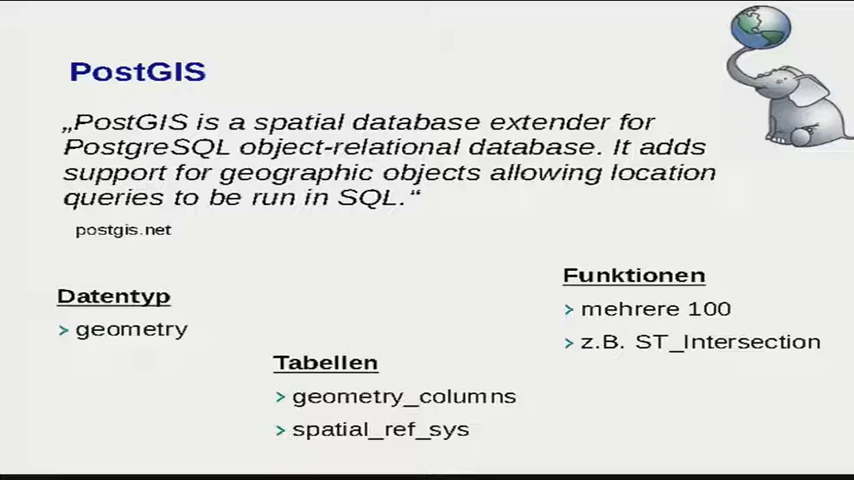 PostGIS
„PostGIS is a spatial database extender for
PostgreSQL object-relational database. It adds
support for geographic objects allowing location
queries to be run in SQL.“
postgis.net
Datentyp
> geometry
Tabellen
> geometry_columns
> spatial_ref_sys
Funktionen
> mehrere 100
> z.B. ST_Intersection